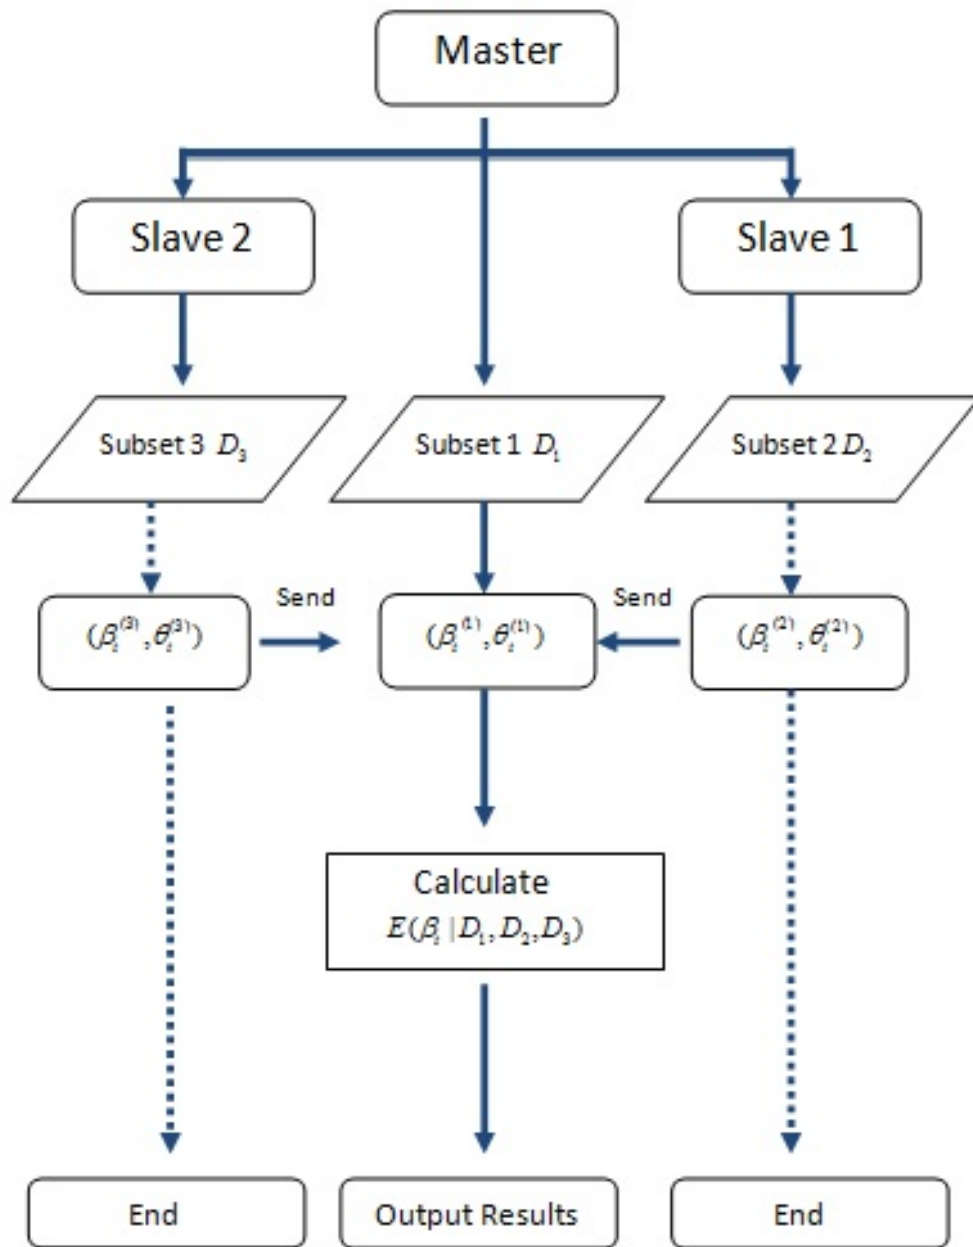 Master
Slave 2
Slave 1
Subset 3 D₃
Subset 1 D₁
Subset 2 D₂
Send
Send
(βᵢ⁽³⁾,θᵢ⁽³⁾)
(βᵢ⁽¹⁾,θᵢ⁽¹⁾)
(βᵢ⁽²⁾,θᵢ⁽²⁾)
Calculate
E(βᵢ|D₁,D₂,D₃)
End
Output Results
End